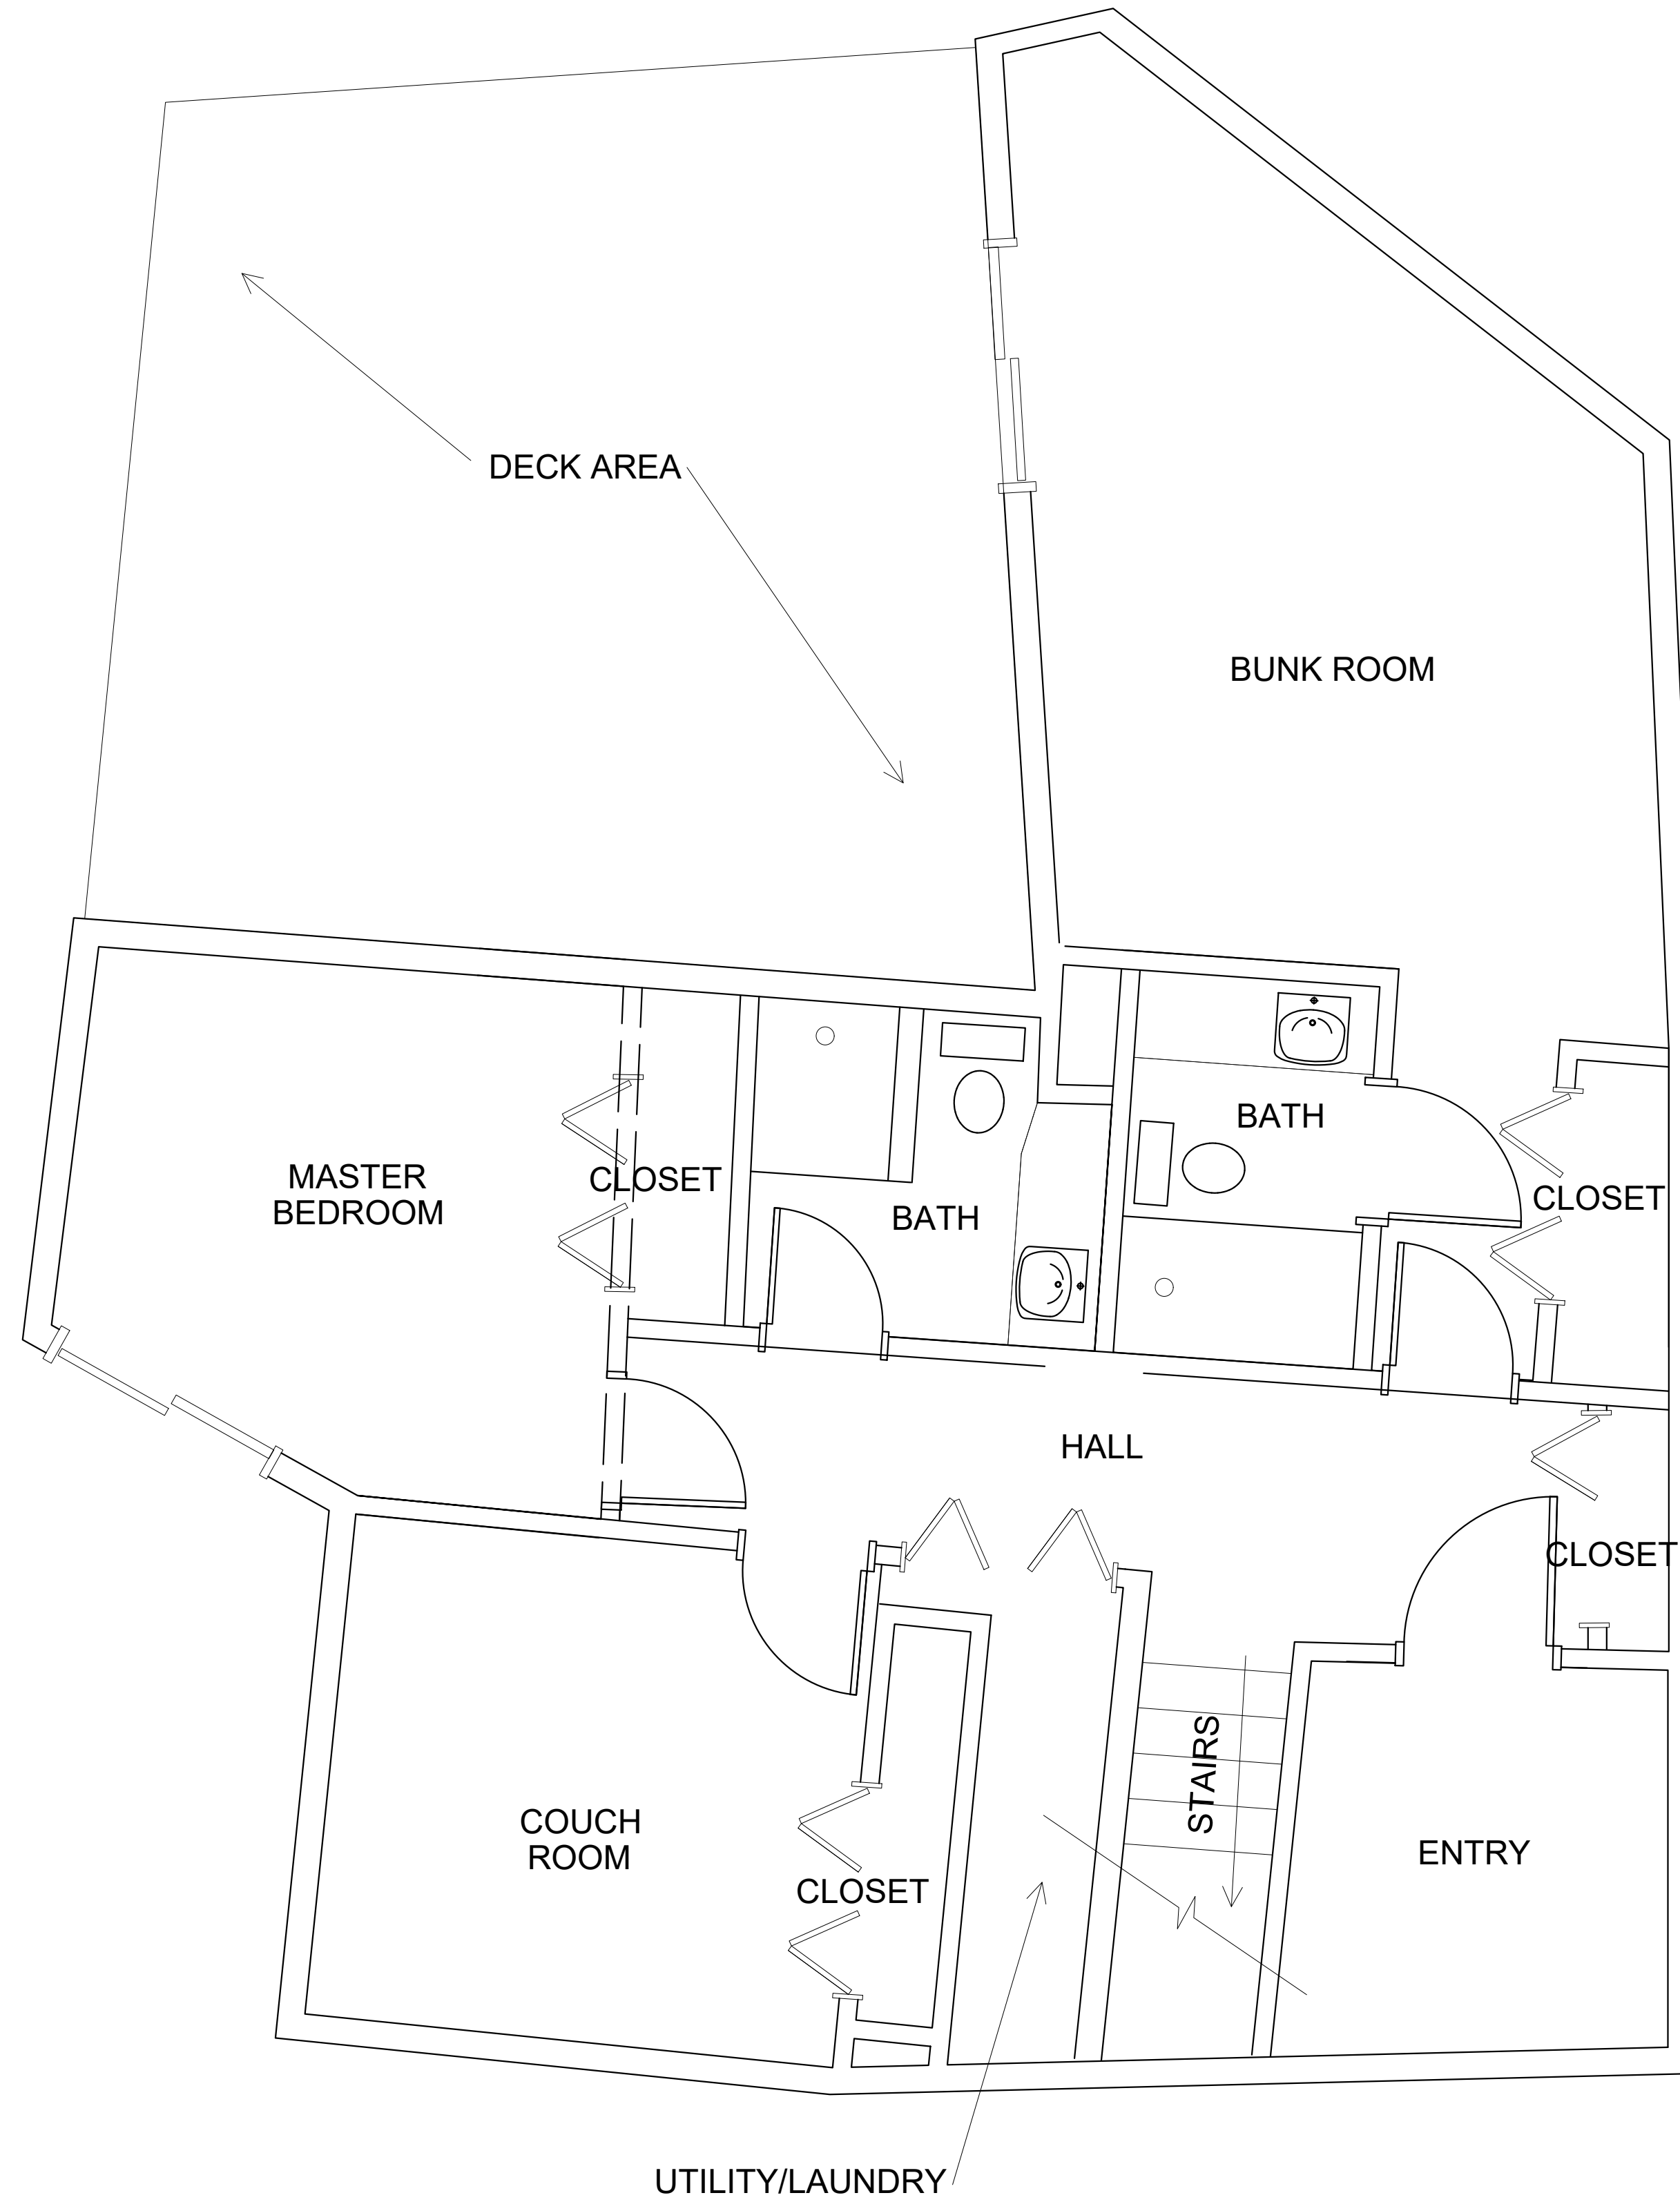 DECK AREA
BUNK ROOM
BATH
MASTER
BEDROOM
CLOSET
CLOSET
BATH
HALL
CLOSET
STAIRS
COUCH
ROOM
ENTRY
CLOSET
UTILITY/LAUNDRY